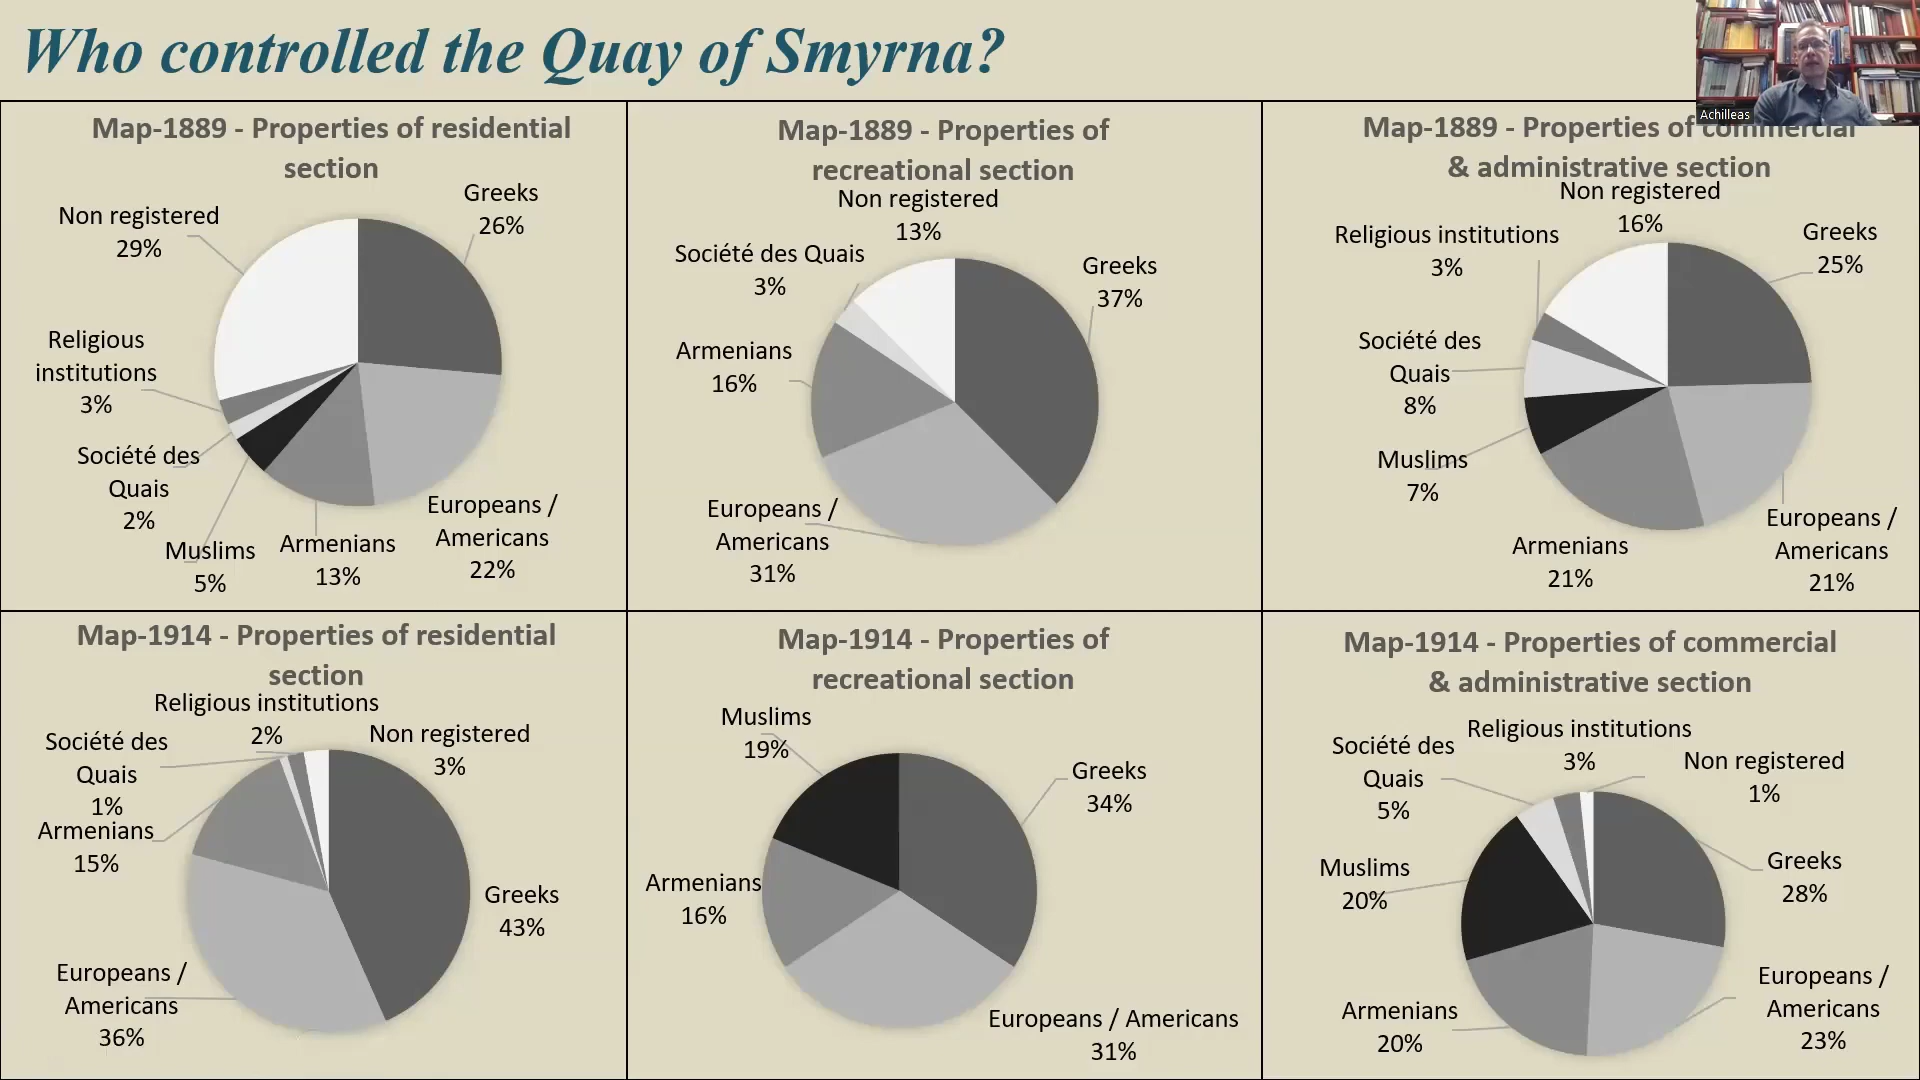 Who controlled the Quay of Smyrna?
Achilleas
Map-1889 - Properties of residential
section
Non registered
29%
Greeks
26%
Religious
institutions
3%
Société des
Quais
2%
Muslims
5%
Armenians
13%
Europeans /
Americans
22%
Map-1889 - Properties of
recreational section
Non registered
13%
Société des Quais
3%
Greeks
37%
Armenians
16%
Europeans /
Americans
31%
Map-1889 - Properties of commercial
& administrative section
Non registered
16%
Religious institutions
3%
Greeks
25%
Société des
Quais
8%
Muslims
7%
Armenians
21%
Europeans /
Americans
21%
Map-1914 - Properties of residential
section
Religious institutions
2%
Non registered
3%
Société des
Quais
1%
Armenians
15%
Greeks
43%
Europeans /
Americans
36%
Map-1914 - Properties of
recreational section
Muslims
19%
Greeks
34%
Armenians
16%
Europeans / Americans
31%
Map-1914 - Properties of commercial
& administrative section
Religious institutions
3%
Société des
Quais
5%
Non registered
1%
Muslims
20%
Greeks
28%
Armenians
20%
Europeans /
Americans
23%